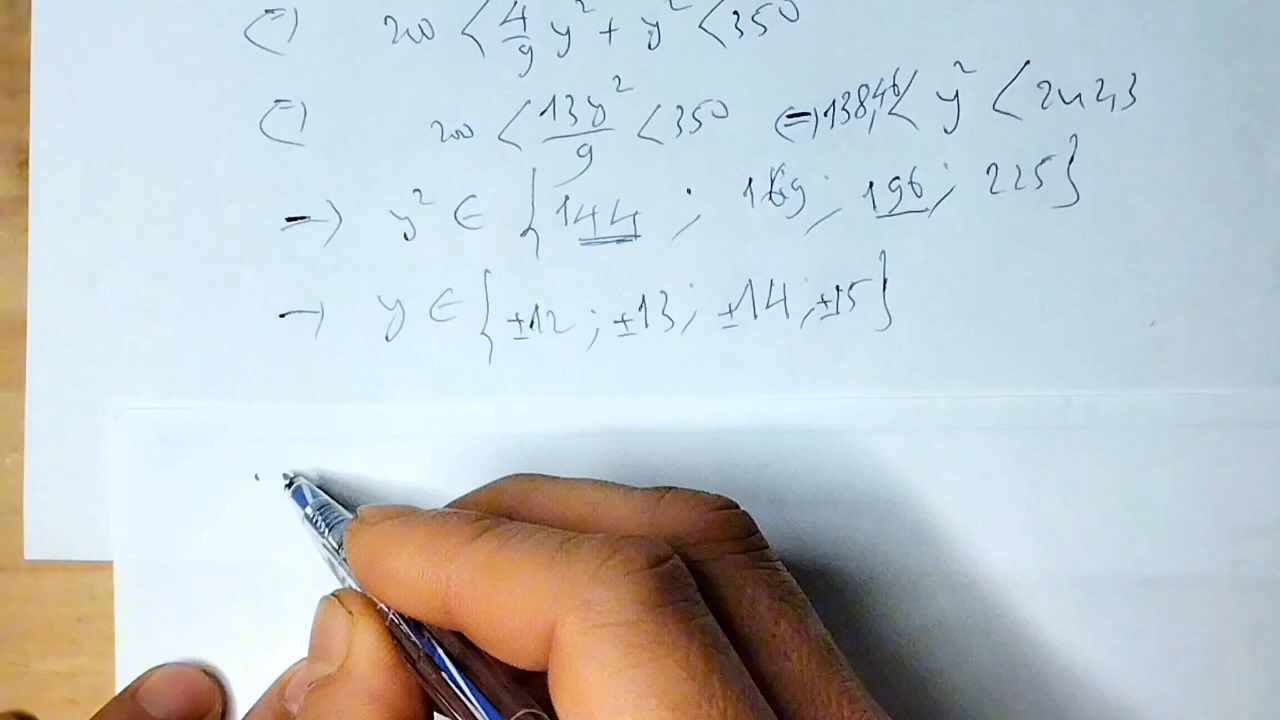 (=) 200 < 4/9 y² + y² < 350
(=) 200 < 13y²/9 < 350 (=) 138,46 < y² < 242,3
=) y² ∈ {144 ; 169; 196; 225}
→ y ∈ {±12 ; ±13; ±14; ±15}